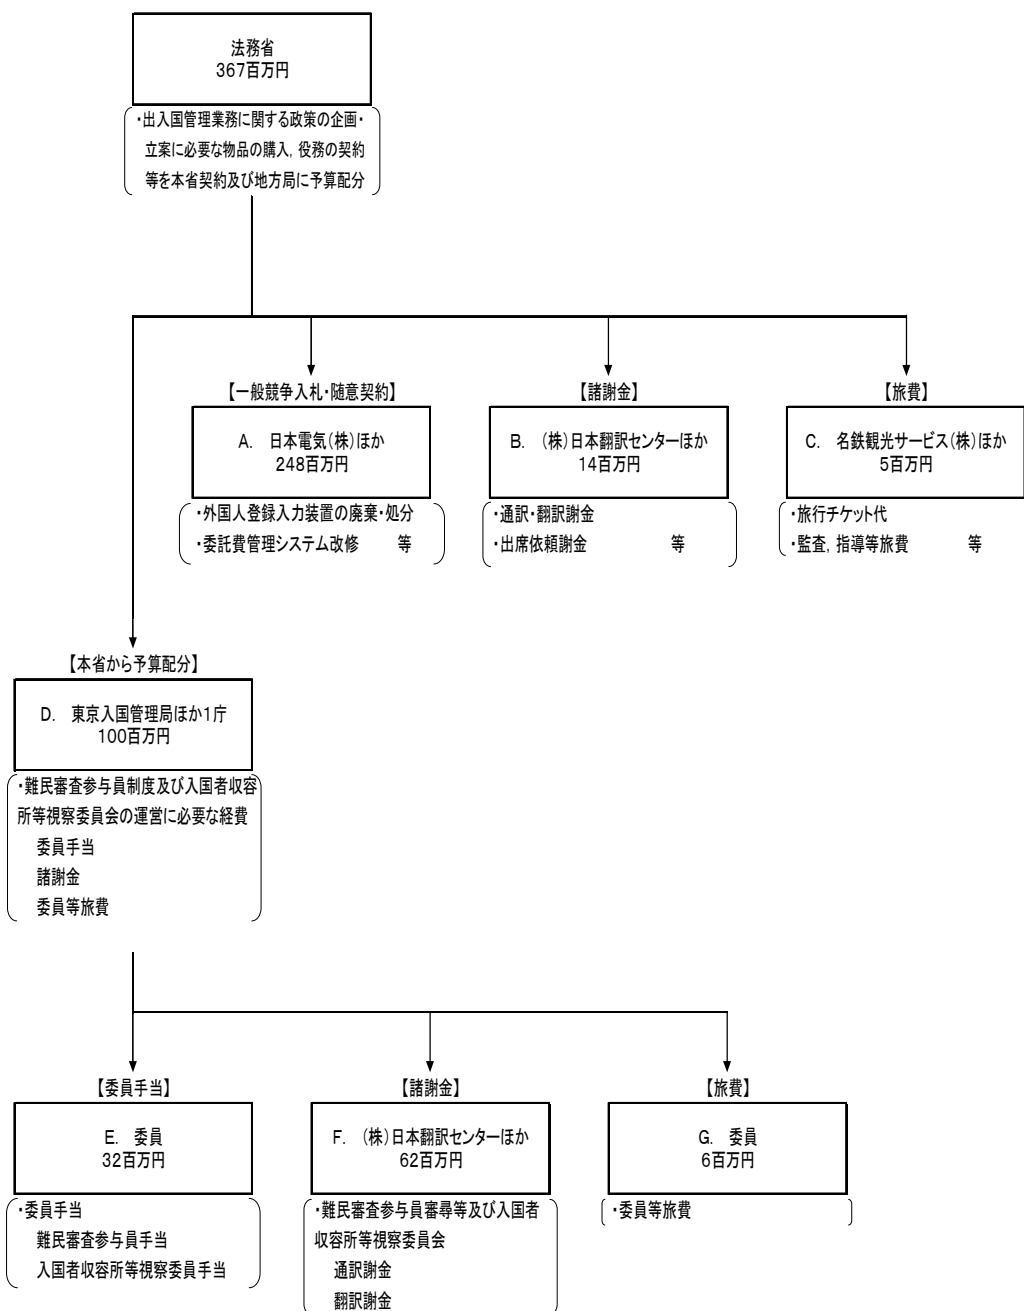 法務省
367百万円
・出入国管理業務に関する政策の企画・
立案に必要な物品の購入, 役務の契約
等を本省契約及び地方局に予算配分
【一般競争入札・随意契約】
A. 日本電気(株)ほか
248百万円
・外国人登録入力装置の廃棄・処分
・委託費管理システム改修 等
【諸謝金】
B. (株)日本翻訳センターほか
14百万円
・通訳・翻訳謝金
・出席依頼謝金 等
【旅費】
C. 名鉄観光サービス(株)ほか
5百万円
・旅行チケット代
・監査, 指導等旅費 等
【本省から予算配分】
D. 東京入国管理局ほか1庁
100百万円
・難民審査参与員制度及び入国者収容
所等視察委員会の運営に必要な経費
委員手当
諸謝金
委員等旅費
【委員手当】
E. 委員
32百万円
・委員手当
難民審査参与員手当
入国者収容所等視察委員手当
【諸謝金】
F. (株)日本翻訳センターほか
62百万円
・難民審査参与員審尋等及び入国者
収容所等視察委員会
通訳謝金
翻訳謝金
【旅費】
G. 委員
6百万円
・委員等旅費